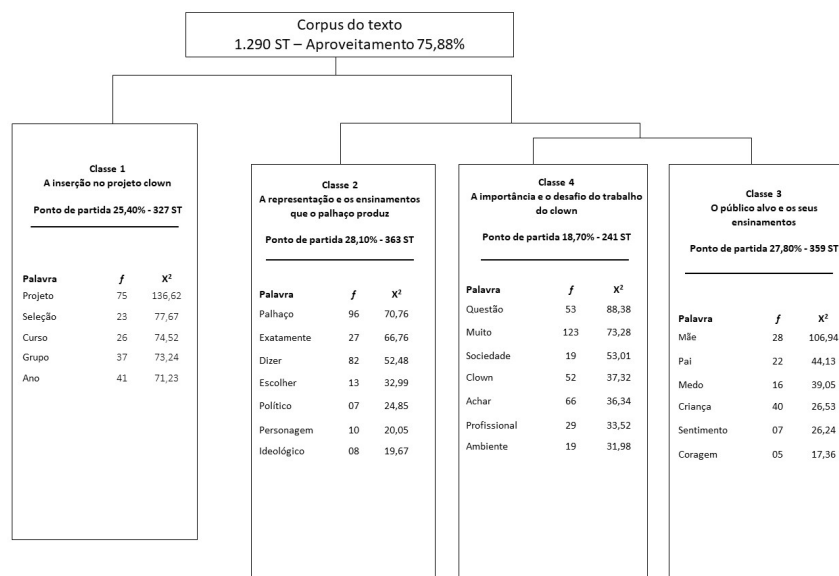 Corpus do texto
1.290 ST – Aproveitamento 75,88%
Classe 1
A inserção no projeto clown
Ponto de partida 25,40% - 327 ST
Palavra f X²
Projeto 75 136,62
Seleção 23 77,67
Curso 26 74,52
Grupo 37 73,24
Ano 41 71,23
Classe 2
A representação e os ensinamentos
que o palhaço produz
Ponto de partida 28,10% - 363 ST
Palavra f X²
Palhaço 96 70,76
Exatamente 27 66,76
Dizer 82 52,48
Escolher 13 32,99
Político 07 24,85
Personagem 10 20,05
Ideológico 08 19,67
Classe 4
A importância e o desafio do trabalho
do clown
Ponto de partida 18,70% - 241 ST
Palavra f X²
Questão 53 88,38
Muito 123 73,28
Sociedade 19 53,01
Clown 52 37,32
Achar 66 36,34
Profissional 29 33,52
Ambiente 19 31,98
Classe 3
O público alvo e os seus
ensinamentos
Ponto de partida 27,80% - 359 ST
Palavra f X²
Mãe 28 106,94
Pai 22 44,13
Medo 16 39,05
Criança 40 26,53
Sentimento 07 26,24
Coragem 05 17,36